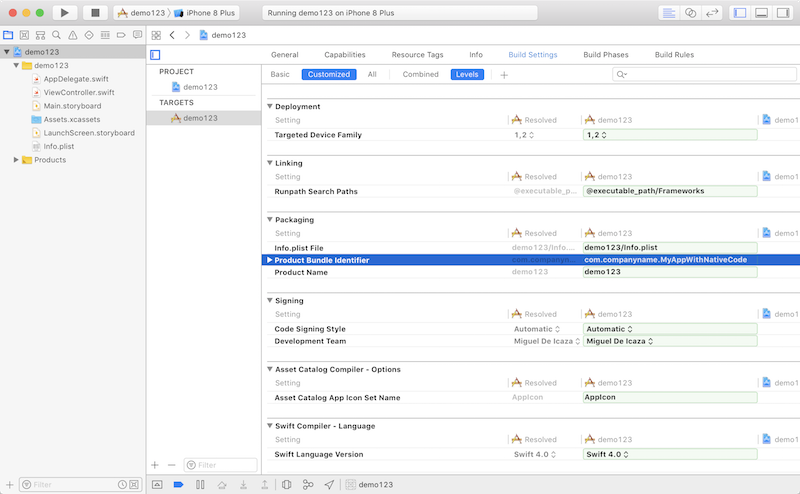 demo123 › iPhone 8 Plus
Running demo123 on iPhone 8 Plus
demo123
demo123
General Capabilities Resource Tags Info Build Settings Build Phases Build Rules
demo123
AppDelegate.swift
ViewController.swift
Main.storyboard
Assets.xcassets
LaunchScreen.storyboard
Info.plist
Products
PROJECT
demo123
TARGETS
demo123
Basic Customized All Combined Levels +
Deployment
Setting Resolved demo123 demo1
Targeted Device Family 1,2 1,2
Linking
Setting Resolved demo123 demo1
Runpath Search Paths @executable_p... @executable_path/Frameworks
Packaging
Setting Resolved demo123 demo1
Info.plist File demo123/Info.... demo123/Info.plist
Product Bundle Identifier com.companyn... com.companyname.MyAppWithNativeCode
Product Name demo123 demo123
Signing
Setting Resolved demo123 demo1
Code Signing Style Automatic Automatic
Development Team Miguel De Icaza Miguel De Icaza
Asset Catalog Compiler - Options
Setting Resolved demo123 demo1
Asset Catalog App Icon Set Name AppIcon AppIcon
Swift Compiler - Language
Setting Resolved demo123 demo1
Swift Language Version Swift 4.0 Swift 4.0
+ − Filter
+ Filter
demo123